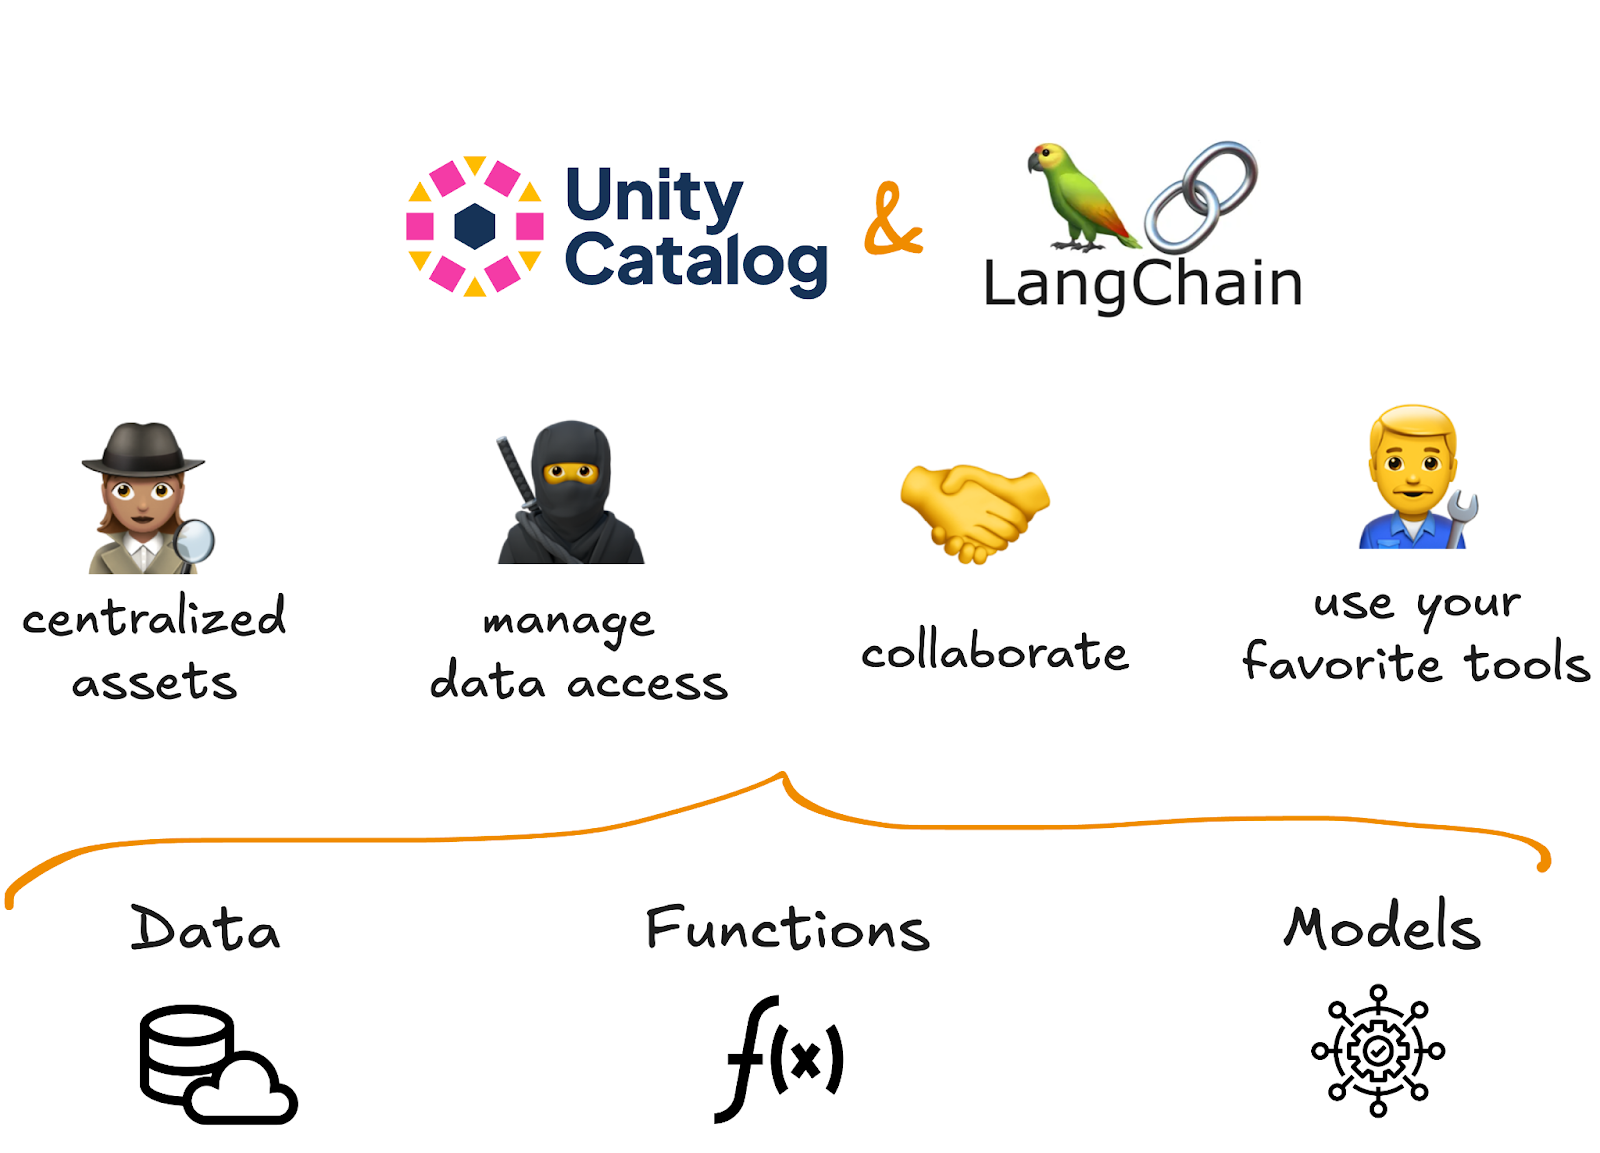 Unity
Catalog
&
LangChain
centralized
assets
manage
data access
collaborate
use your
favorite tools
Data
Functions
Models
f(x)